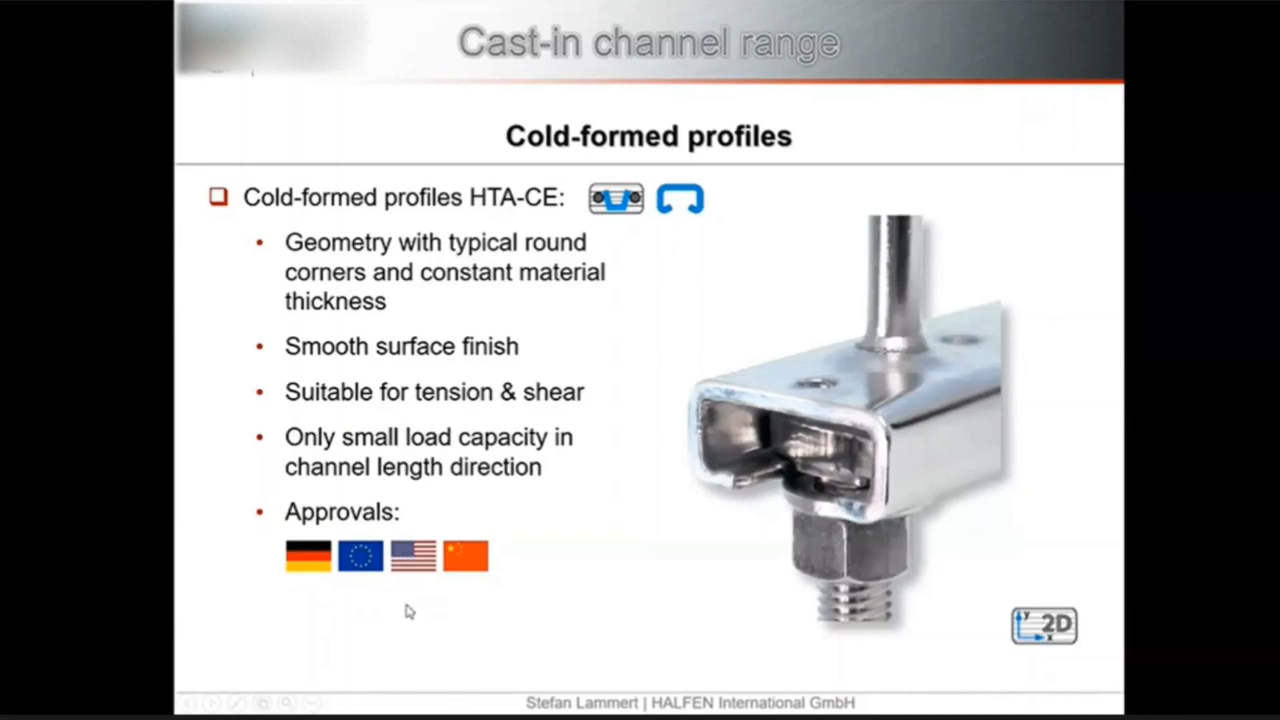 Cast-in channel range
Cold-formed profiles
Cold-formed profiles HTA-CE:
• Geometry with typical round
corners and constant material
thickness
• Smooth surface finish
• Suitable for tension & shear
• Only small load capacity in
channel length direction
• Approvals:
y
2D
x
Stefan Lammert | HALFEN International GmbH